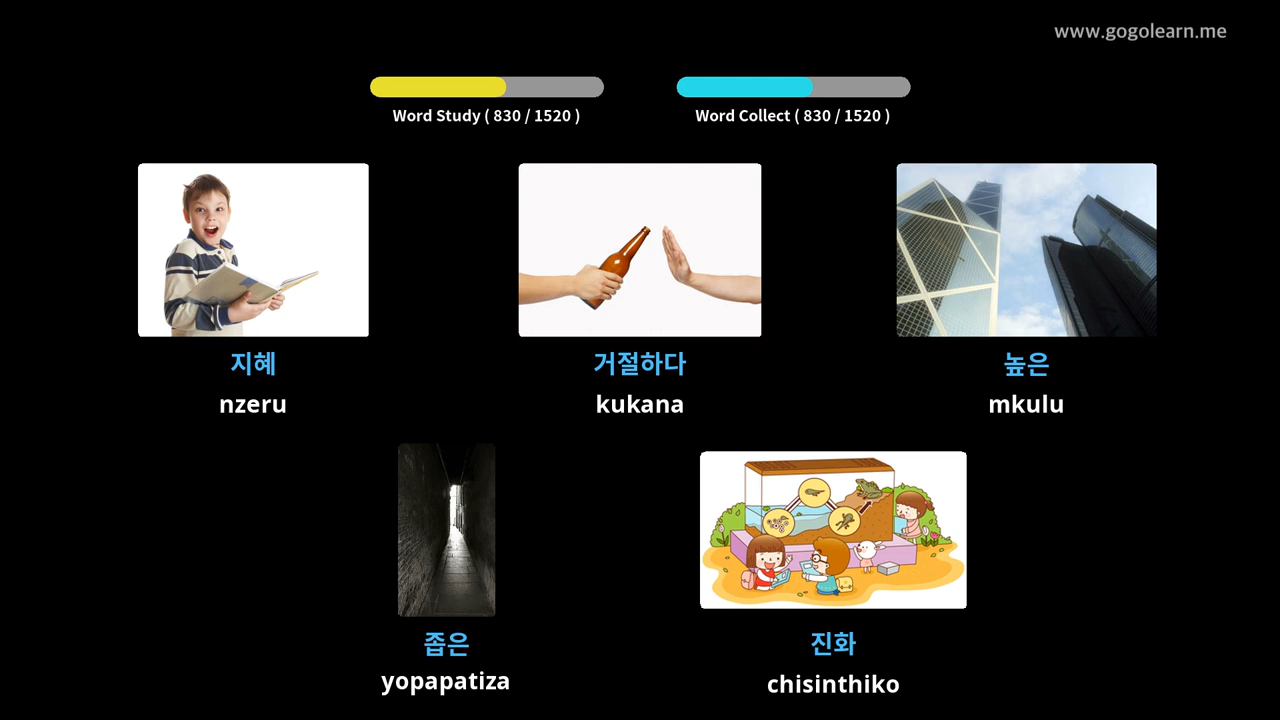 www.gogolearn.me
Word Study ( 830 / 1520 )
Word Collect ( 830 / 1520 )
지혜
nzeru
거절하다
kukana
높은
mkulu
좁은
yopapatiza
진화
chisinthiko